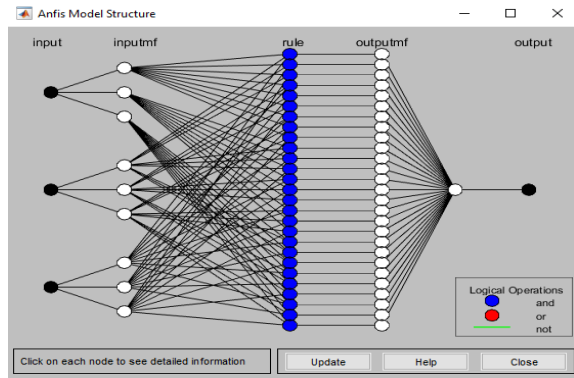 Anfis Model Structure
input inputmf rule outputmf output
Logical Operations
and
or
not
Click on each node to see detailed information
Update Help Close